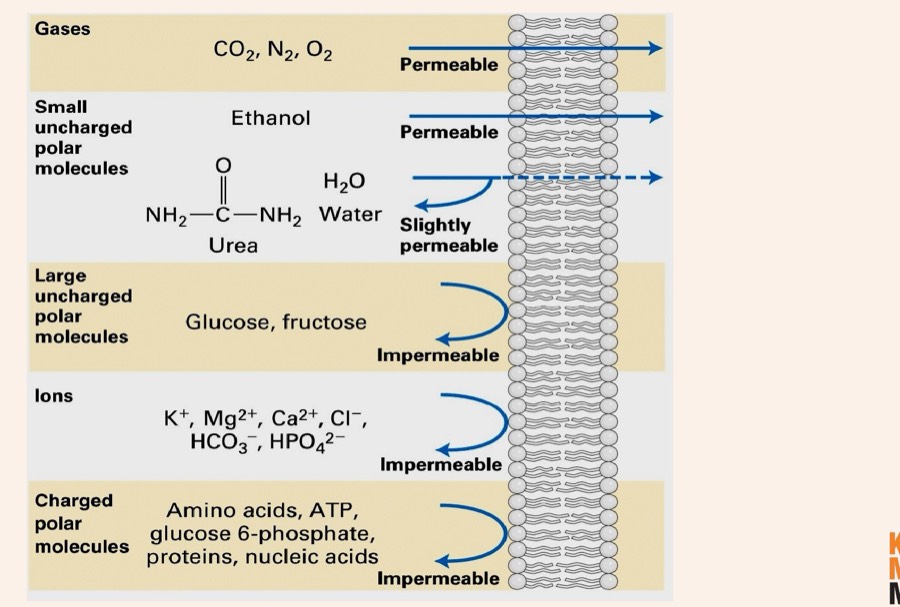 Gases
CO₂, N₂, O₂
Permeable
Small
uncharged
polar
molecules
Ethanol
Permeable
O
NH₂—C—NH₂
Urea
H₂O
Water
Slightly
permeable
Large
uncharged
polar
molecules
Glucose, fructose
Impermeable
Ions
K⁺, Mg²⁺, Ca²⁺, Cl⁻,
HCO₃⁻, HPO₄²⁻
Impermeable
Charged
polar
molecules
Amino acids, ATP,
glucose 6-phosphate,
proteins, nucleic acids
Impermeable